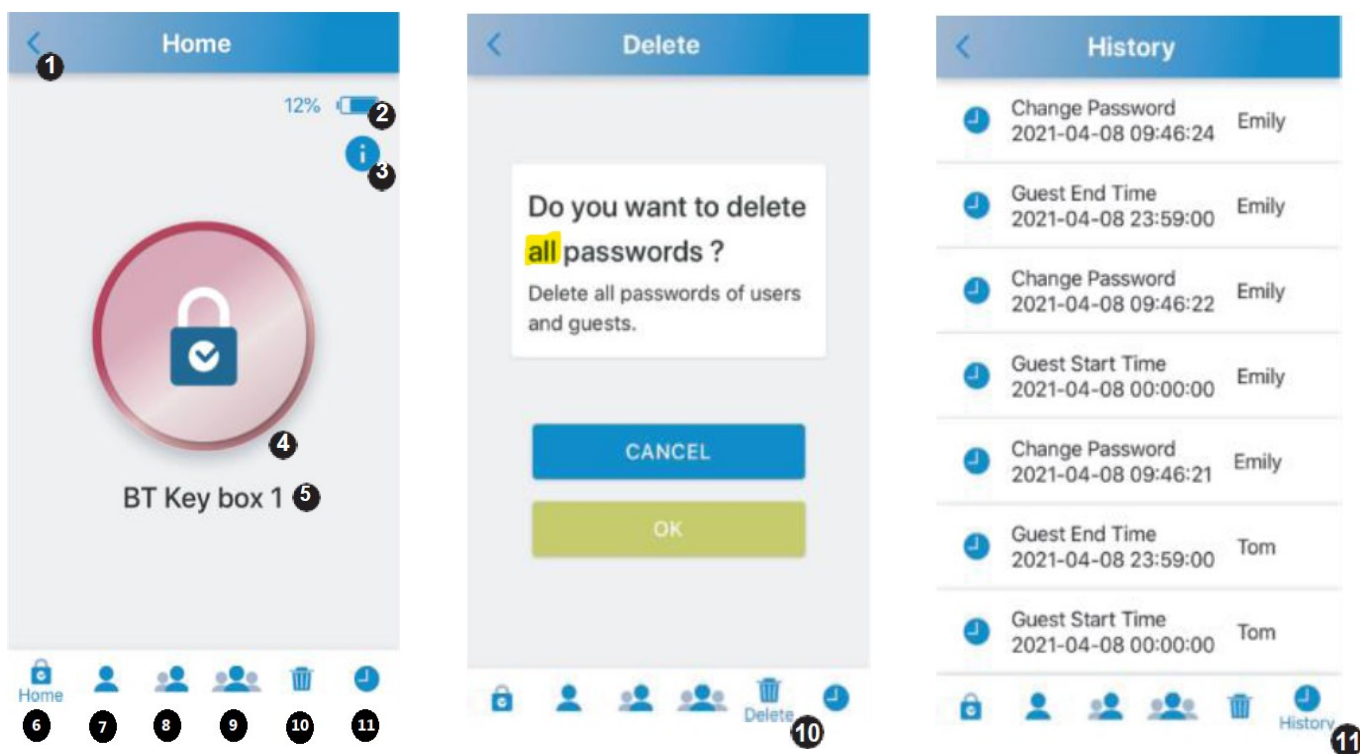 Home
1
12%
2
3
4
BT Key box 1 5
Home
6 7 8 9 10 11
Delete
Do you want to delete
all passwords ?
Delete all passwords of users
and guests.
CANCEL
OK
Delete
10
History
Change Password
2021-04-08 09:46:24 Emily
Guest End Time
2021-04-08 23:59:00 Emily
Change Password
2021-04-08 09:46:22 Emily
Guest Start Time
2021-04-08 00:00:00 Emily
Change Password
2021-04-08 09:46:21 Emily
Guest End Time
2021-04-08 23:59:00 Tom
Guest Start Time
2021-04-08 00:00:00 Tom
History
11